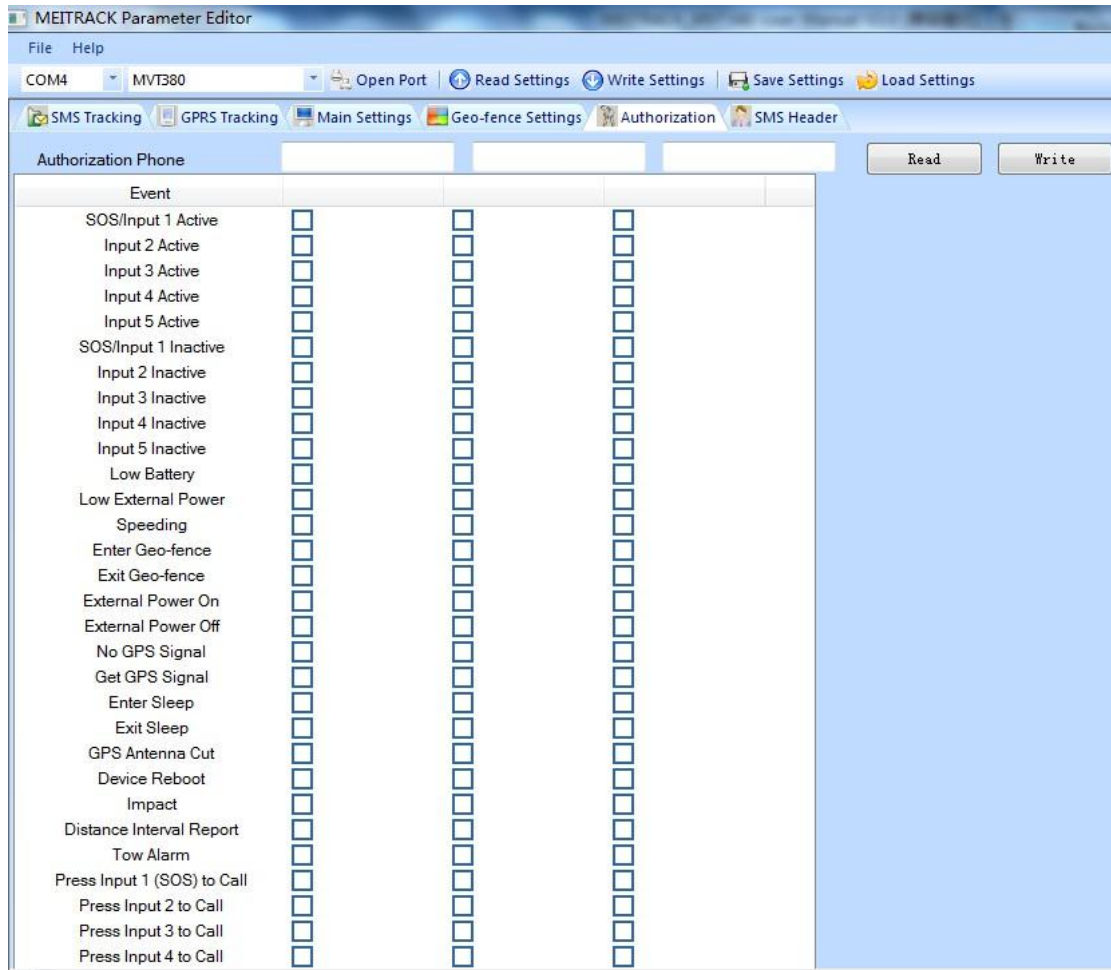 MEITRACK Parameter Editor
File Help
COM4 MVT380 Open Port Read Settings Write Settings Save Settings Load Settings
SMS Tracking GPRS Tracking Main Settings Geo-fence Settings Authorization SMS Header
Authorization Phone Read Write
Event
SOS/Input 1 Active
Input 2 Active
Input 3 Active
Input 4 Active
Input 5 Active
SOS/Input 1 Inactive
Input 2 Inactive
Input 3 Inactive
Input 4 Inactive
Input 5 Inactive
Low Battery
Low External Power
Speeding
Enter Geo-fence
Exit Geo-fence
External Power On
External Power Off
No GPS Signal
Get GPS Signal
Enter Sleep
Exit Sleep
GPS Antenna Cut
Device Reboot
Impact
Distance Interval Report
Tow Alarm
Press Input 1 (SOS) to Call
Press Input 2 to Call
Press Input 3 to Call
Press Input 4 to Call